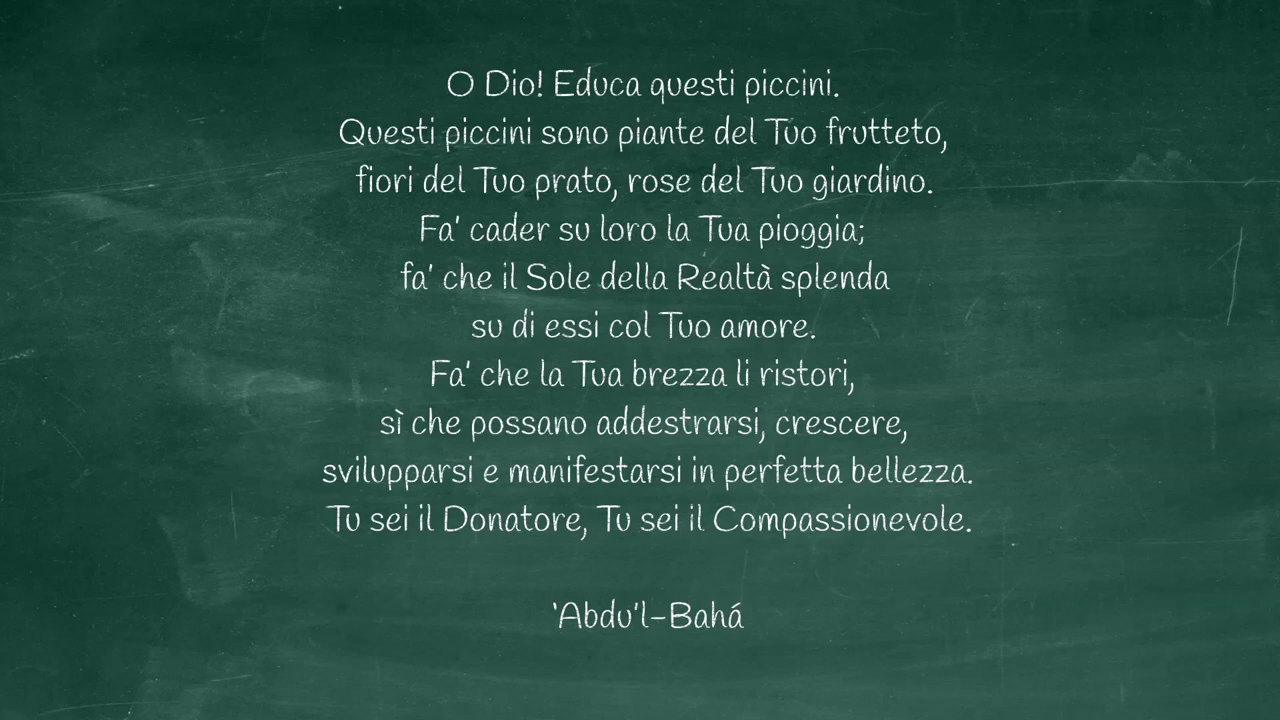 O Dio! Educa questi piccini.
Questi piccini sono piante del Tuo frutteto,
fiori del Tuo prato, rose del Tuo giardino.
Fa' cader su loro la Tua pioggia;
fa' che il Sole della Realtà splenda
su di essi col Tuo amore.
Fa' che la Tua brezza li ristori,
sì che possano addestrarsi, crescere,
svilupparsi e manifestarsi in perfetta bellezza.
Tu sei il Donatore, Tu sei il Compassionevole.
‘Abdu’l-Bahá